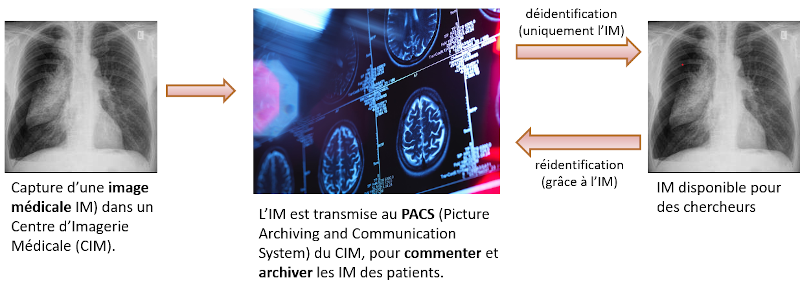 déidentification
(uniquement l'IM)
réidentification
(grâce à l'IM)
Capture d'une image
médicale IM) dans un
Centre d'Imagerie
Médicale (CIM).
L'IM est transmise au PACS (Picture
Archiving and Communication
System) du CIM, pour commenter et
archiver les IM des patients.
IM disponible pour
des chercheurs